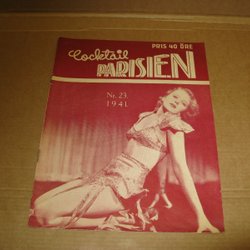 PRIS 40 ÖRE
Cocktail
PARISIEN
Nr. 23.
1941.